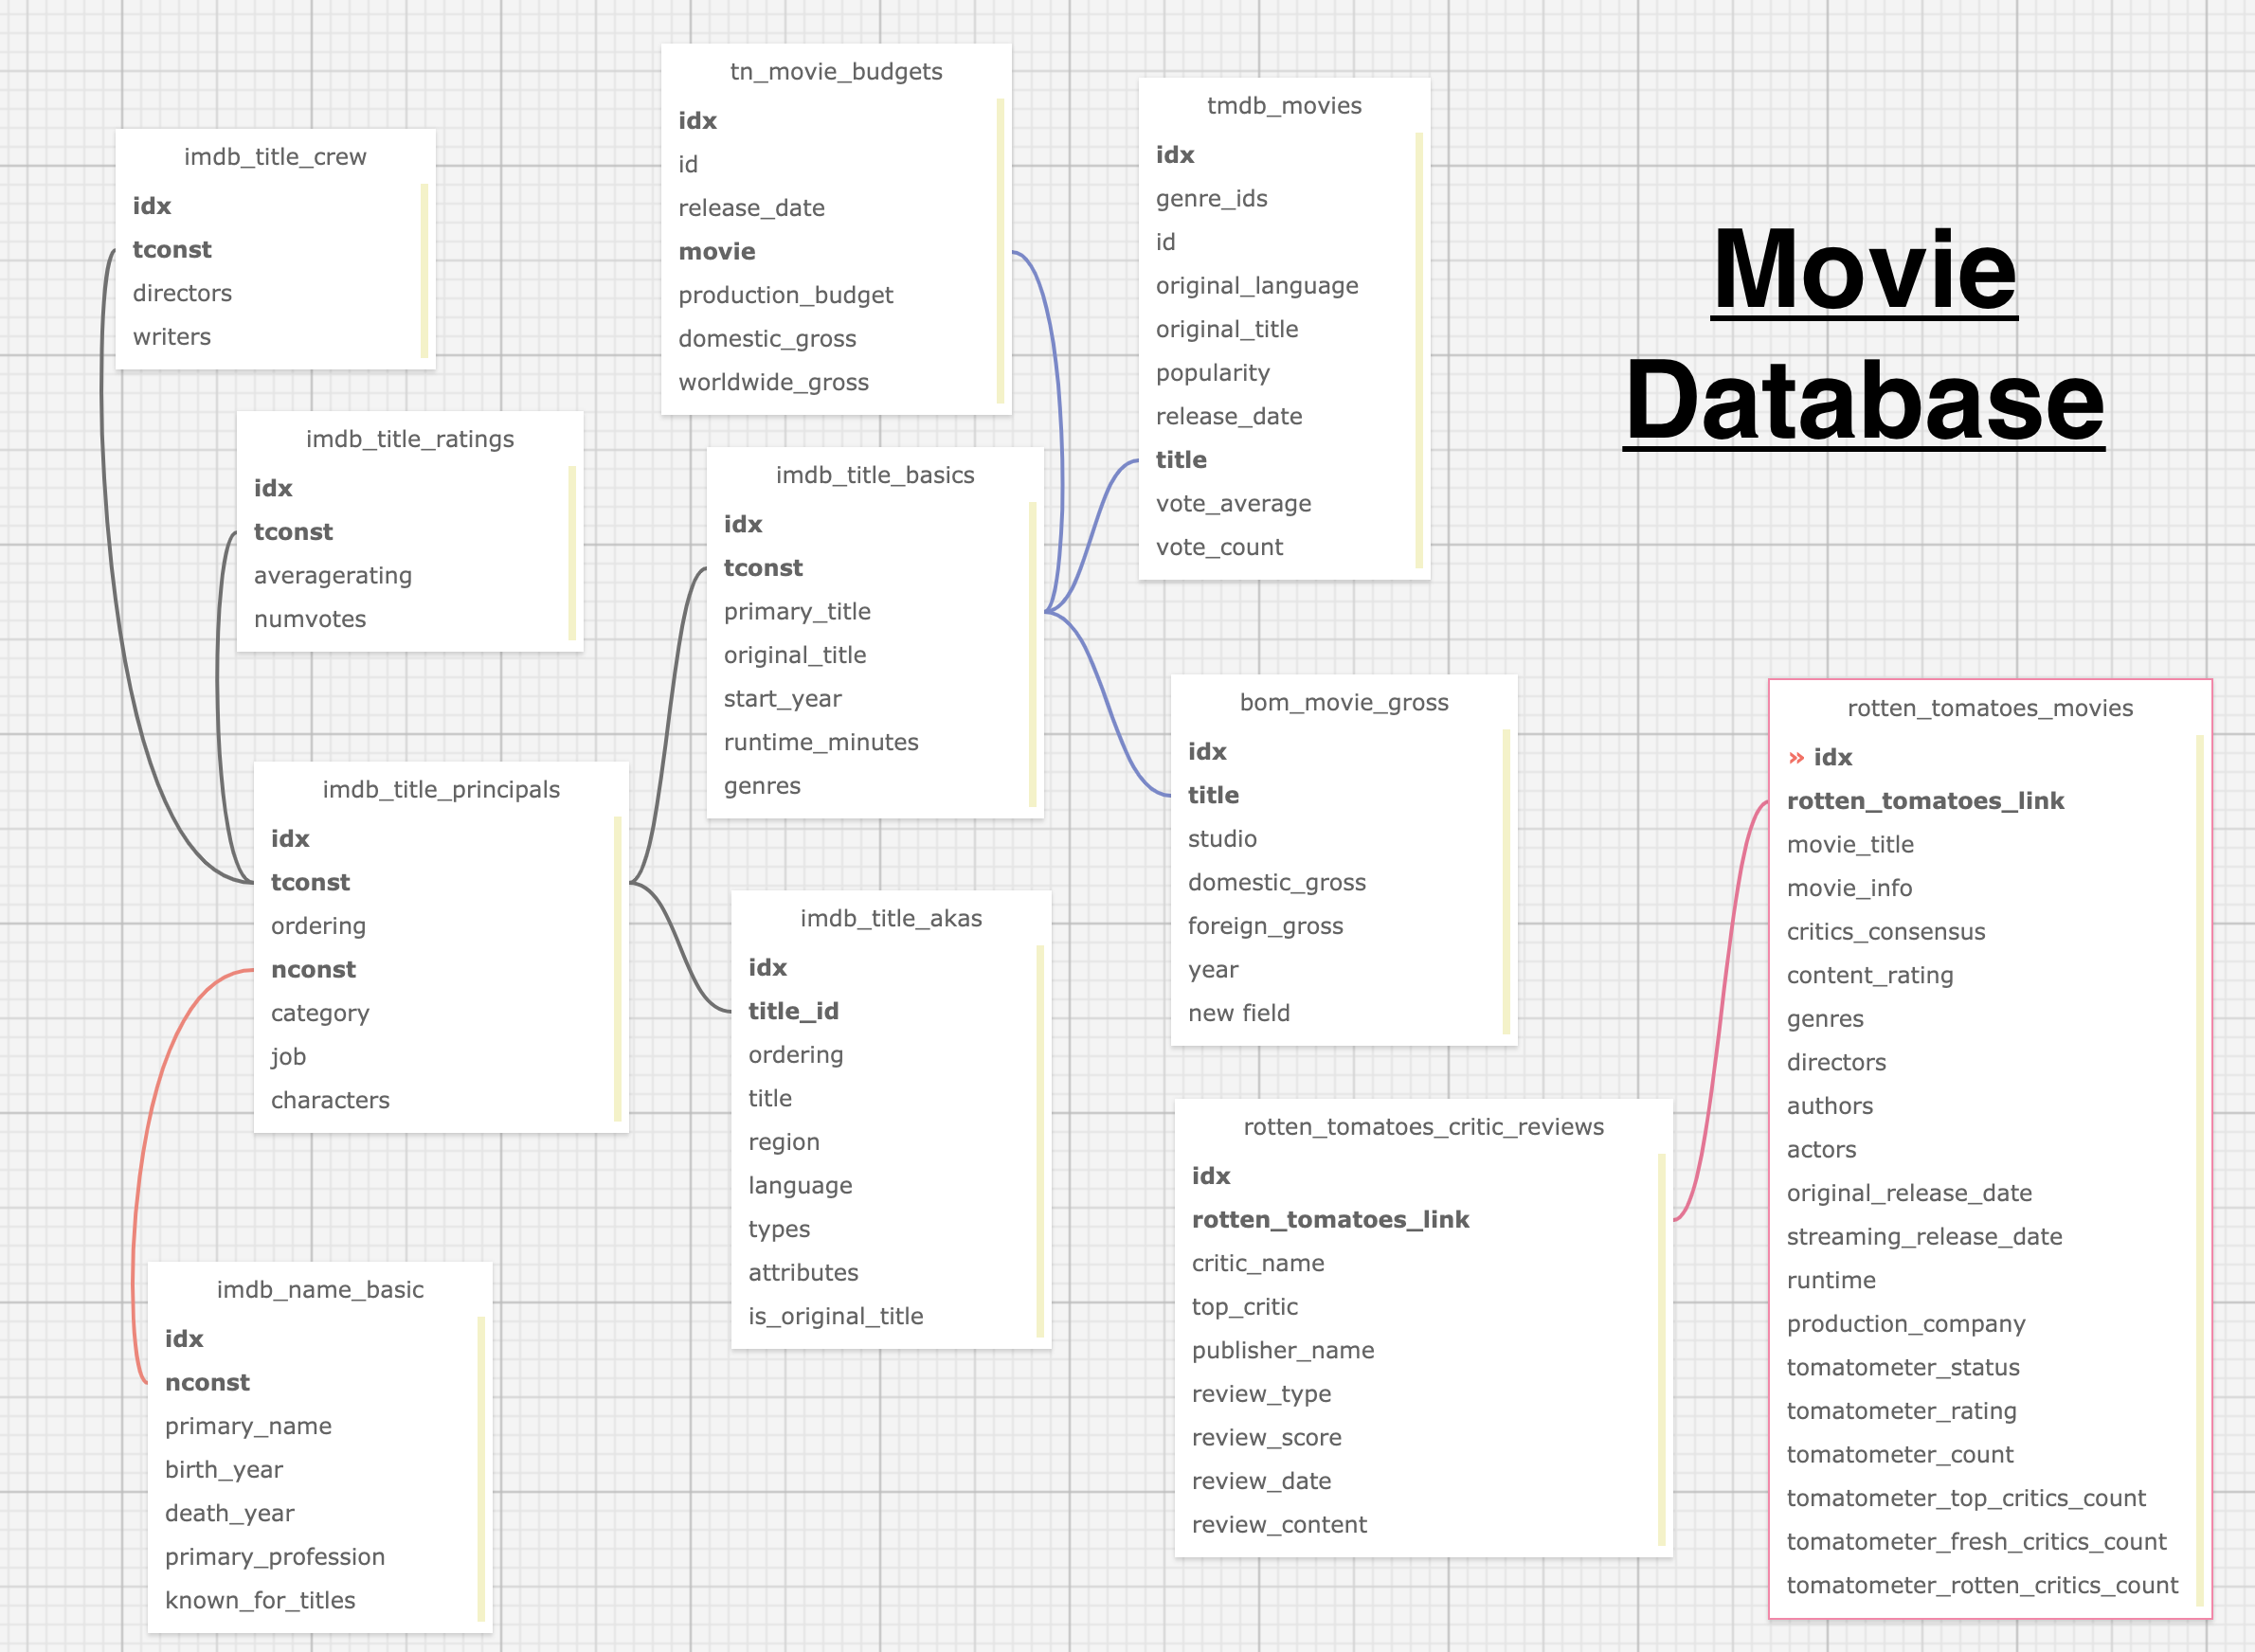 tn_movie_budgets
idx
id
release_date
movie
production_budget
domestic_gross
worldwide_gross
tmdb_movies
idx
genre_ids
id
original_language
original_title
popularity
release_date
title
vote_average
vote_count
Movie
Database
imdb_title_crew
idx
tconst
directors
writers
imdb_title_ratings
idx
tconst
averagerating
numvotes
imdb_title_basics
idx
tconst
primary_title
original_title
start_year
runtime_minutes
genres
bom_movie_gross
idx
title
studio
domestic_gross
foreign_gross
year
new field
rotten_tomatoes_movies
» idx
rotten_tomatoes_link
movie_title
movie_info
critics_consensus
content_rating
genres
directors
authors
actors
original_release_date
streaming_release_date
runtime
production_company
tomatometer_status
tomatometer_rating
tomatometer_count
tomatometer_top_critics_count
tomatometer_fresh_critics_count
tomatometer_rotten_critics_count
imdb_title_principals
idx
tconst
ordering
nconst
category
job
characters
imdb_title_akas
idx
title_id
ordering
title
region
language
types
attributes
is_original_title
rotten_tomatoes_critic_reviews
idx
rotten_tomatoes_link
critic_name
top_critic
publisher_name
review_type
review_score
review_date
review_content
imdb_name_basic
idx
nconst
primary_name
birth_year
death_year
primary_profession
known_for_titles